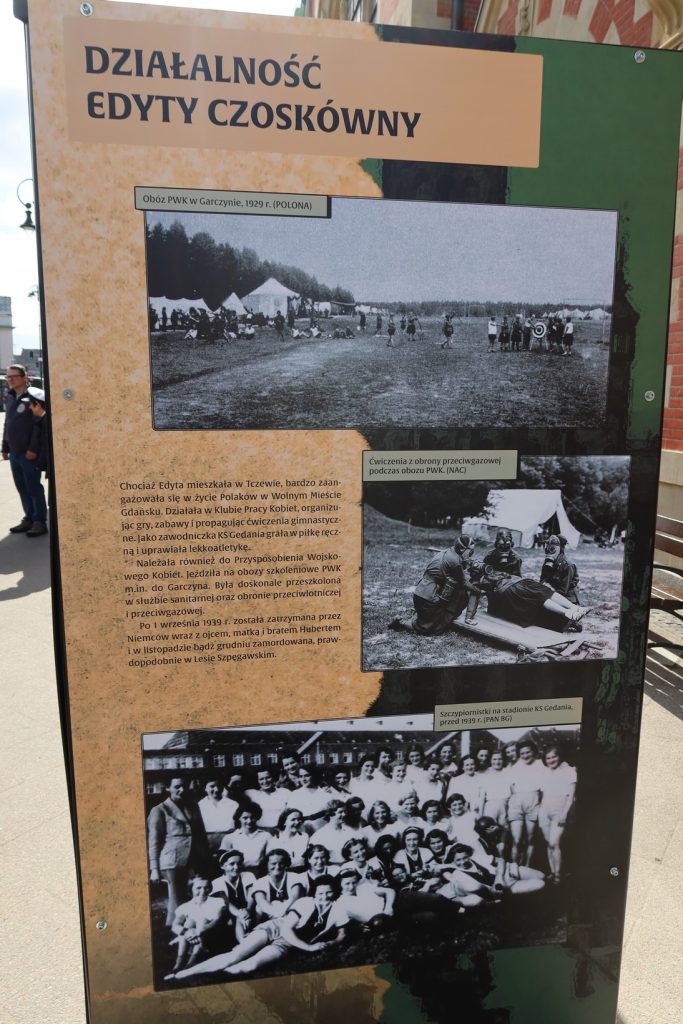 DZIAŁALNOŚĆ
EDYTY CZOSKÓWNY
Obóz PWK w Garczynie, 1929 r. (POLONA)
Ćwiczenia z obrony przeciwgazowej
podczas obozu PWK. (NAC)
Chociaż Edyta mieszkała w Tczewie, bardzo zaan-
gażowała się w życie Polaków w Wolnym Mieście
Gdańsku. Działała w Klubie Pracy Kobiet, organizu-
jąc gry, zabawy i propagując ćwiczenia gimnastycz-
ne. Jako zawodniczka KS Gedania grała w piłkę ręcz-
ną i uprawiała lekkoatletykę.
Należała również do Przysposobienia Wojsko-
wego Kobiet. Jeździła na obozy szkoleniowe PWK
m.in. do Garczyna. Była doskonale przeszkolona
w służbie sanitarnej oraz obronie przeciwlotniczej
i przeciwgazowej.
Po 1 września 1939 r. została zatrzymana przez
Niemców wraz z ojcem, matką i bratem Hubertem
i w listopadzie bądź grudniu zamordowana, praw-
dopodobnie w Lesie Szpęgawskim.
Szczypiornistki na stadionie KS Gedania,
przed 1939 r. (PAN BG)